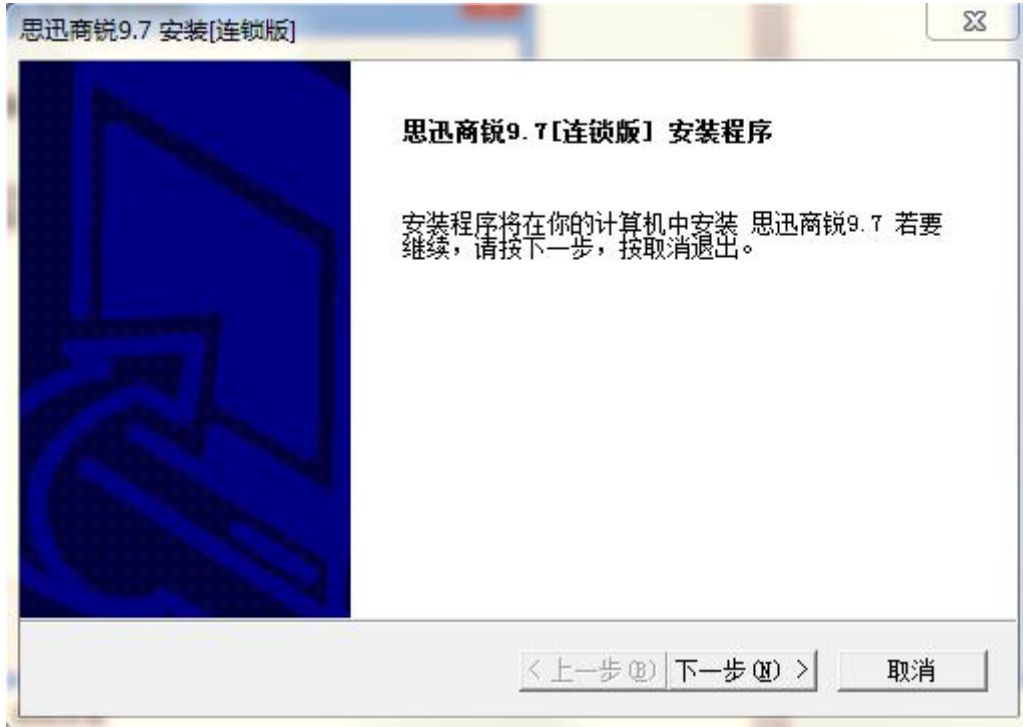 思迅商锐9.7 安装[连锁版]
思迅商锐9.7[连锁版] 安装程序
安装程序将在你的计算机中安装 思迅商锐9.7 若要
继续，请按下一步，按取消退出。
< 上一步(B) 下一步(N) > 取消